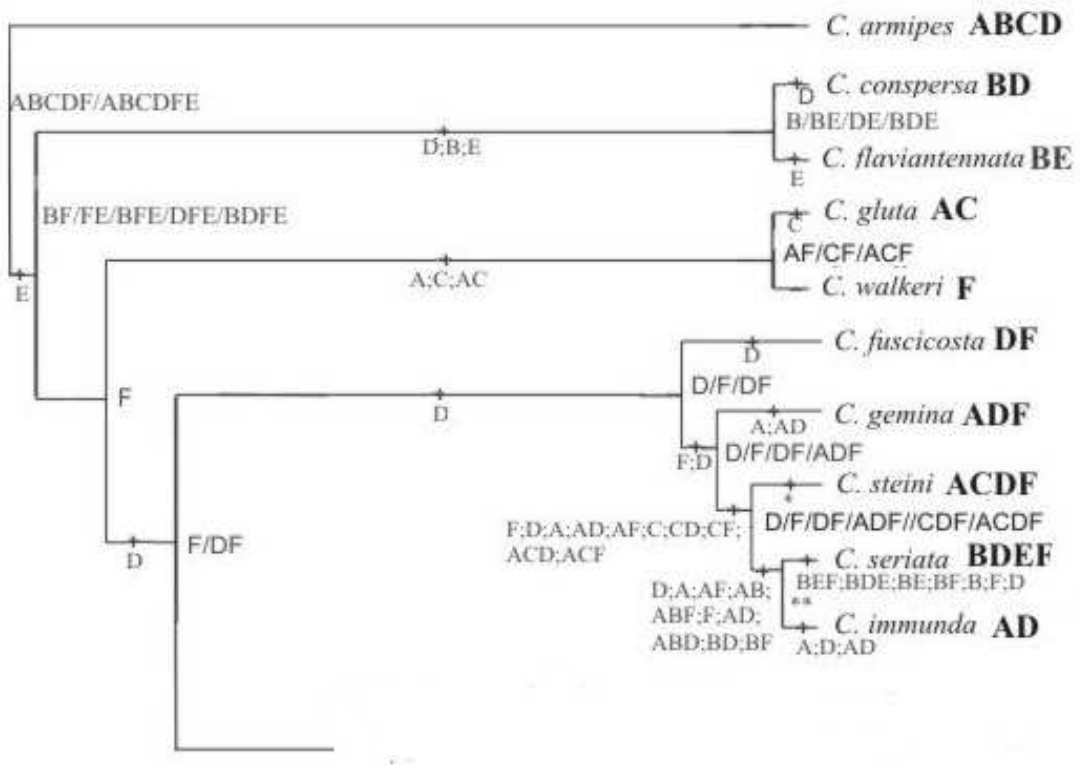 C. armipes ABCD
ABCDF/ABCDFE
C. conspersa BD
D
B/BE/DE/BDE
D;B;E
C. flaviantennata BE
E
BF/FE/BFE/DFE/BDFE
C. gluta AC
C
AF/CF/ACF
A;C;AC
E
C. walkeri F
C. fuscicosta DF
D
D/F/DF
F
D
C. gemina ADF
A;AD
F;D
D/F/DF/ADF
C. steini ACDF
*
D/F/DF/ADF//CDF/ACDF
F;D;A;AD;AF;C;CD;CF;
ACD;ACF
F/DF
D
C. seriata BDEF
BEF;BDE;BE;BF;B;F;D
**
D;A;AF;AB;
ABF;F;AD;
ABD;BD;BF
C. immunda AD
A;D;AD